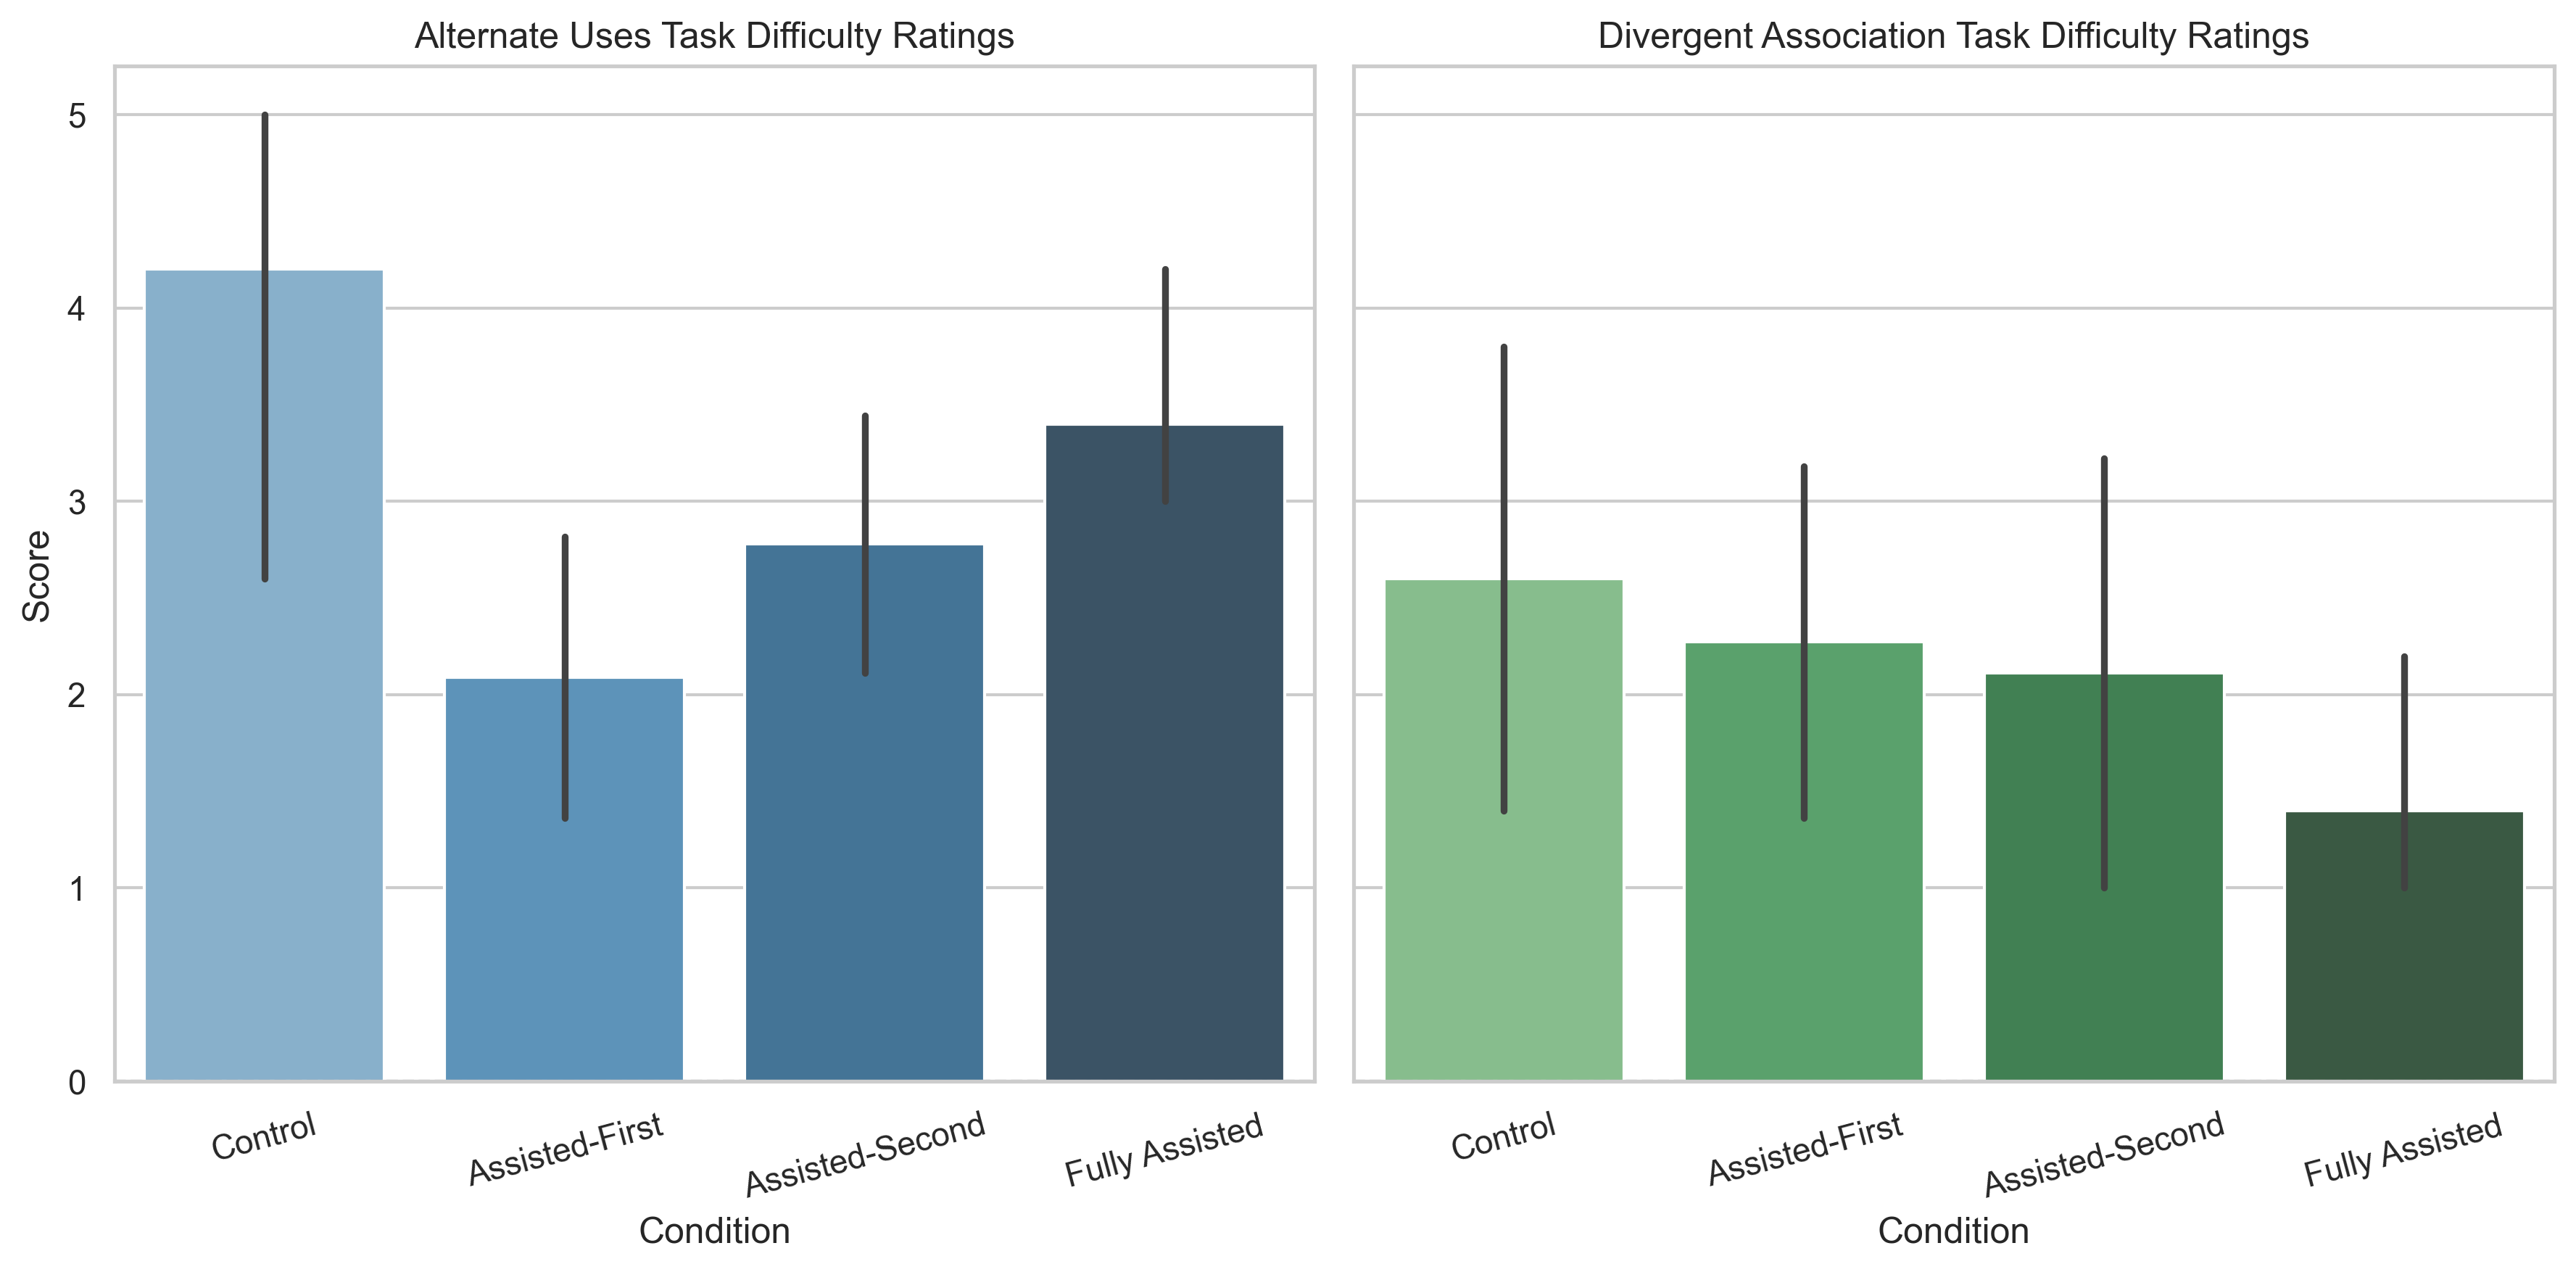 Alternate Uses Task Difficulty Ratings
Divergent Association Task Difficulty Ratings
Score
5
4
3
2
1
0
Control
Assisted-First
Assisted-Second
Fully Assisted
Condition
Control
Assisted-First
Assisted-Second
Fully Assisted
Condition